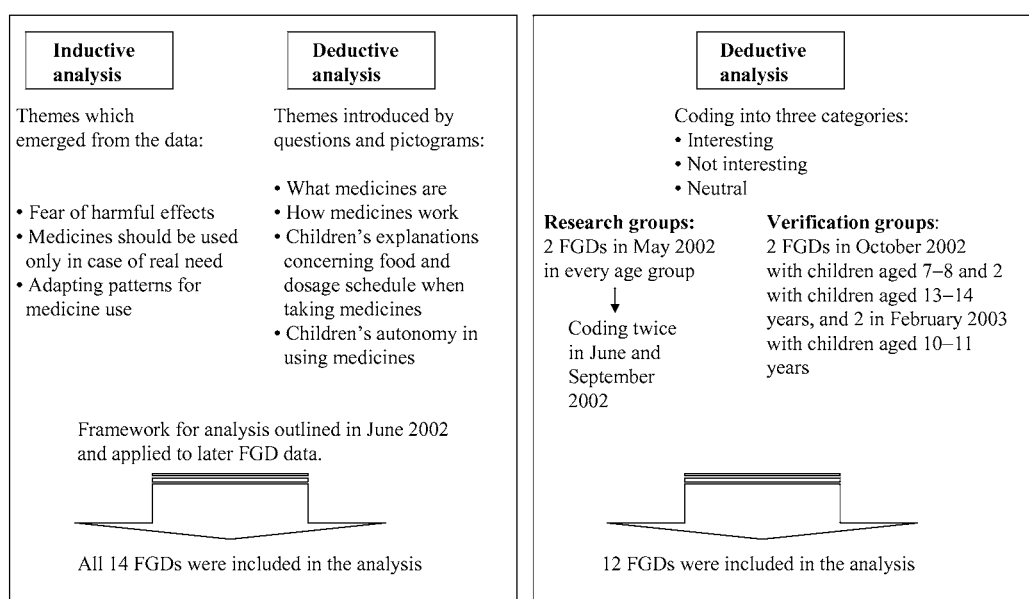 Inductive
analysis
Themes which
emerged from the data:
• Fear of harmful effects
• Medicines should be used
only in case of real need
• Adapting patterns for
medicine use
Deductive
analysis
Themes introduced by
questions and pictograms:
• What medicines are
• How medicines work
• Children's explanations
concerning food and
dosage schedule when
taking medicines
• Children's autonomy in
using medicines
Framework for analysis outlined in June 2002
and applied to later FGD data.
All 14 FGDs were included in the analysis
Deductive
analysis
Coding into three categories:
• Interesting
• Not interesting
• Neutral
Research groups:
2 FGDs in May 2002
in every age group
Coding twice
in June and
September
2002
Verification groups:
2 FGDs in October 2002
with children aged 7–8 and 2
with children aged 13–14
years, and 2 in February 2003
with children aged 10–11
years
12 FGDs were included in the analysis